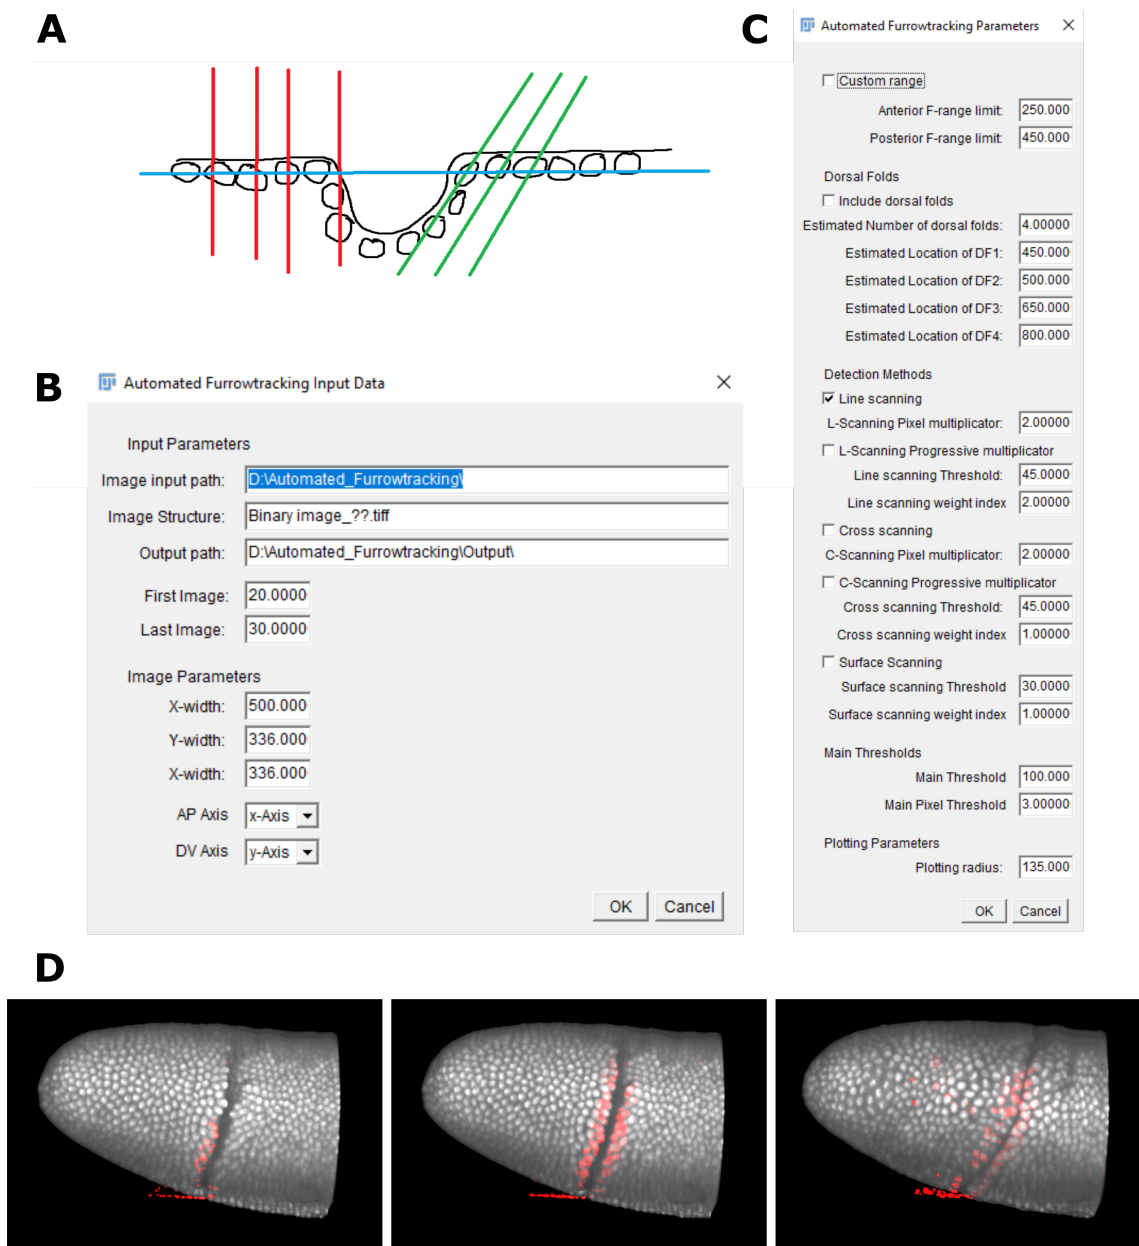 A
B
Automated Furrowtracking Input Data
Input Parameters
Image input path: D:\Automated_Furrowtracking\
Image Structure: Binary image_??.tiff
Output path: D:\Automated_Furrowtracking\Output\
First Image: 20.0000
Last Image: 30.0000
Image Parameters
X-width: 500.000
Y-width: 336.000
X-width: 336.000
AP Axis x-Axis
DV Axis y-Axis
OK Cancel
C
Automated Furrowtracking Parameters
Custom range
Anterior F-range limit: 250.000
Posterior F-range limit: 450.000
Dorsal Folds
Include dorsal folds
Estimated Number of dorsal folds: 4.00000
Estimated Location of DF1: 450.000
Estimated Location of DF2: 500.000
Estimated Location of DF3: 650.000
Estimated Location of DF4: 800.000
Detection Methods
Line scanning
L-Scanning Pixel multiplicator: 2.00000
L-Scanning Progressive multiplicator
Line scanning Threshold: 45.0000
Line scanning weight index 2.00000
Cross scanning
C-Scanning Pixel multiplicator: 2.00000
C-Scanning Progressive multiplicator
Cross scanning Threshold: 45.0000
Cross scanning weight index 1.00000
Surface Scanning
Surface scanning Threshold 30.0000
Surface scanning weight index 1.00000
Main Thresholds
Main Threshold 100.000
Main Pixel Threshold 3.00000
Plotting Parameters
Plotting radius: 135.000
OK Cancel
D